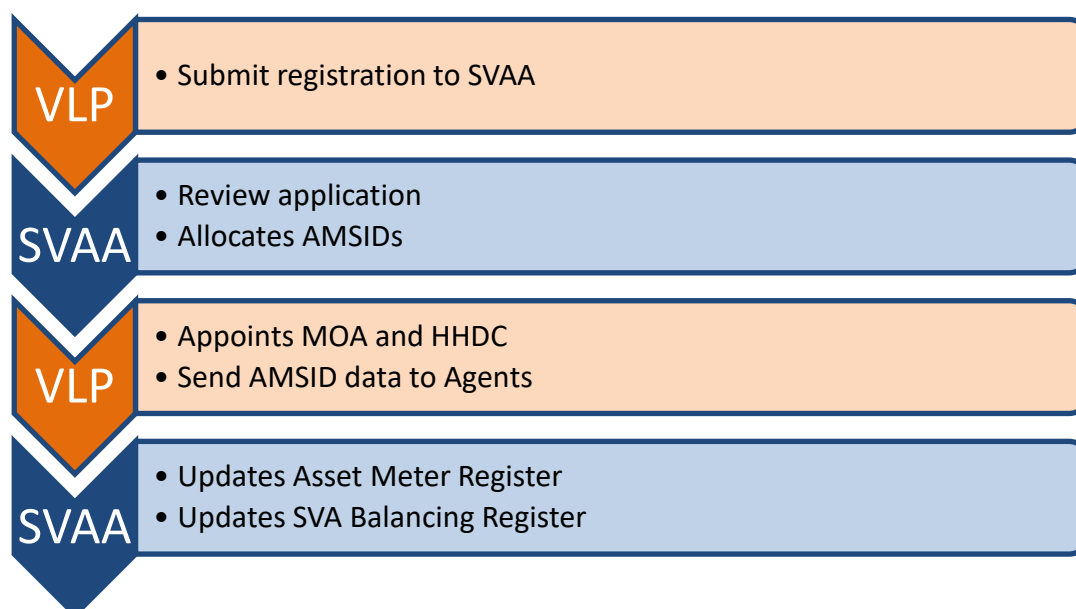 VLP
• Submit registration to SVAA
SVAA
• Review application
• Allocates AMSIDs
VLP
• Appoints MOA and HHDC
• Send AMSID data to Agents
SVAA
• Updates Asset Meter Register
• Updates SVA Balancing Register